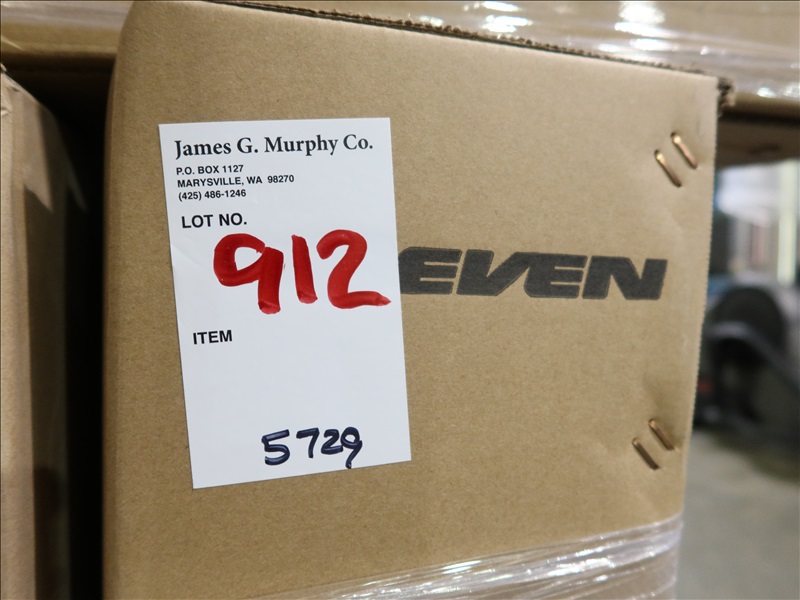 James G. Murphy Co.
P.O. BOX 1127
MARYSVILLE, WA 98270
(425) 486-1246
LOT NO.
912
EVEN
ITEM
5729